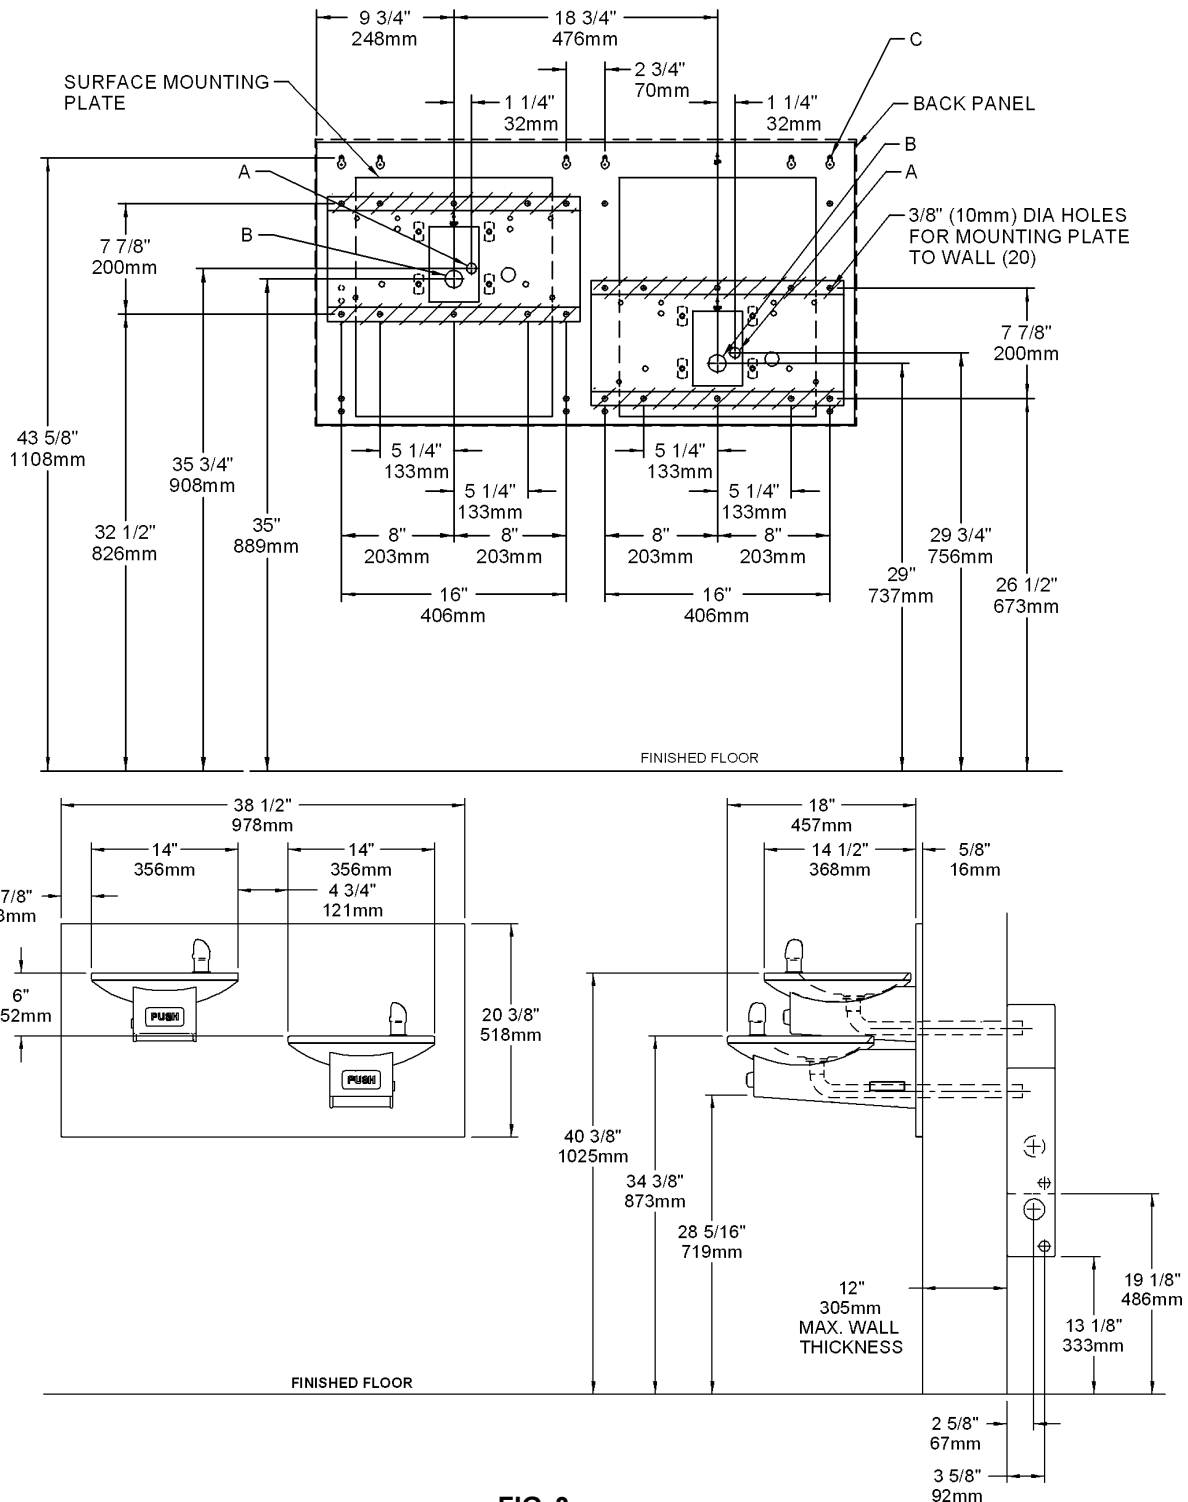 9 3/4"
248mm
18 3/4"
476mm
C
SURFACE MOUNTING
PLATE
2 3/4"
70mm
1 1/4"
32mm
1 1/4"
32mm
BACK PANEL
B
A
A
B
3/8" (10mm) DIA HOLES
FOR MOUNTING PLATE
TO WALL (20)
7 7/8"
200mm
7 7/8"
200mm
43 5/8"
1108mm
35 3/4"
908mm
32 1/2"
826mm
35"
889mm
5 1/4"
133mm
5 1/4"
133mm
5 1/4"
133mm
5 1/4"
133mm
8"
203mm
8"
203mm
8"
203mm
8"
203mm
16"
406mm
16"
406mm
29 3/4"
756mm
29"
737mm
26 1/2"
673mm
FINISHED FLOOR
38 1/2"
978mm
14"
356mm
14"
356mm
7/8"
3mm
4 3/4"
121mm
6"
52mm
PUSH
PUSH
20 3/8"
518mm
18"
457mm
14 1/2"
368mm
5/8"
16mm
40 3/8"
1025mm
34 3/8"
873mm
28 5/16"
719mm
12"
305mm
MAX. WALL
THICKNESS
19 1/8"
486mm
13 1/8"
333mm
FINISHED FLOOR
2 5/8"
67mm
3 5/8"
92mm